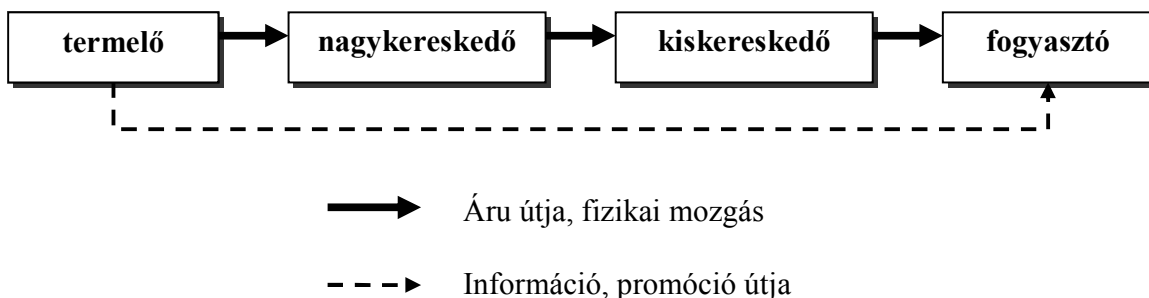 termelő nagykereskedő kiskereskedő fogyasztó
Áru útja, fizikai mozgás
Információ, promóció útja